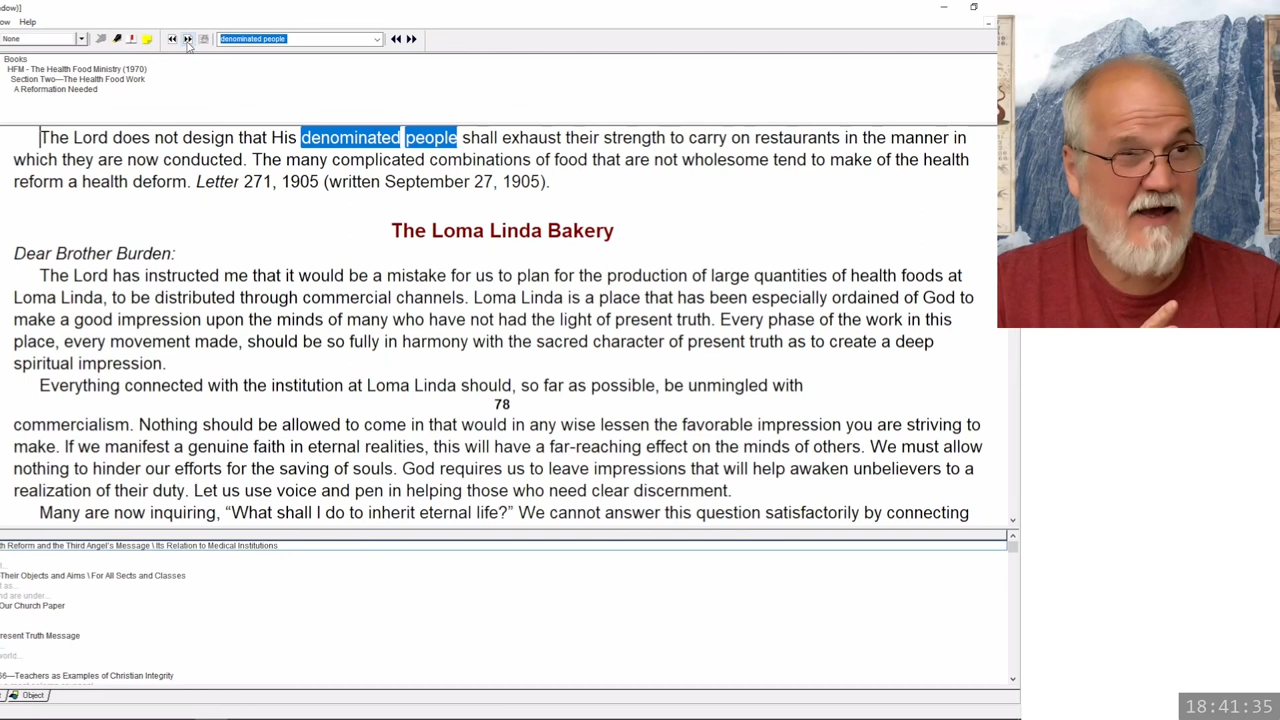 ndow)]
ow Help
None
denominated people
Books
HFM - The Health Food Ministry (1970)
Section Two—The Health Food Work
A Reformation Needed
The Lord does not design that His denominated people shall exhaust their strength to carry on restaurants in the manner in
which they are now conducted. The many complicated combinations of food that are not wholesome tend to make of the health
reform a health deform. Letter 271, 1905 (written September 27, 1905).
The Loma Linda Bakery
Dear Brother Burden:
The Lord has instructed me that it would be a mistake for us to plan for the production of large quantities of health foods at
Loma Linda, to be distributed through commercial channels. Loma Linda is a place that has been especially ordained of God to
make a good impression upon the minds of many who have not had the light of present truth. Every phase of the work in this
place, every movement made, should be so fully in harmony with the sacred character of present truth as to create a deep
spiritual impression.
Everything connected with the institution at Loma Linda should, so far as possible, be unmingled with
78
commercialism. Nothing should be allowed to come in that would in any wise lessen the favorable impression you are striving to
make. If we manifest a genuine faith in eternal realities, this will have a far-reaching effect on the minds of others. We must allow
nothing to hinder our efforts for the saving of souls. God requires us to leave impressions that will help awaken unbelievers to a
realization of their duty. Let us use voice and pen in helping those who need clear discernment.
Many are now inquiring, “What shall I do to inherit eternal life?” We cannot answer this question satisfactorily by connecting
th Reform and the Third Angel's Message \ Its Relation to Medical Institutions
Their Objects and Aims \ For All Sects and Classes
as...
nd are under...
Our Church Paper
resent Truth Message
world...
66—Teachers as Examples of Christian Integrity
Object
18:41:35